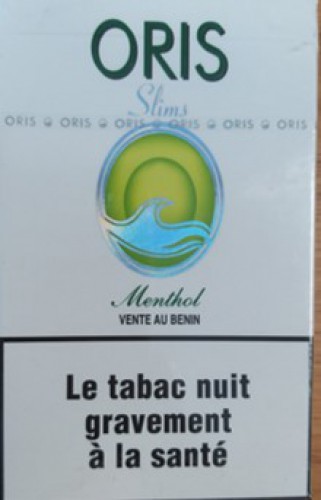 ORIS
Slims
ORIS ORIS ORIS ORIS ORIS ORIS
Menthol
VENTE AU BENIN
Le tabac nuit
gravement
à la santé